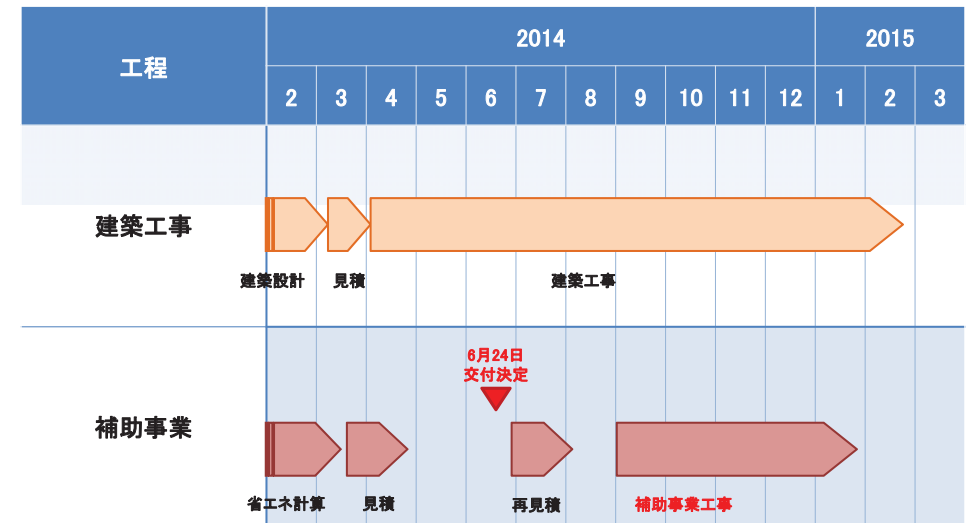 工程
2014
2015
2 3 4 5 6 7 8 9 10 11 12 1 2 3
建築工事
建築設計 見積 建築工事
6月24日
交付決定
補助事業
省エネ計算 見積 再見積 補助事業工事